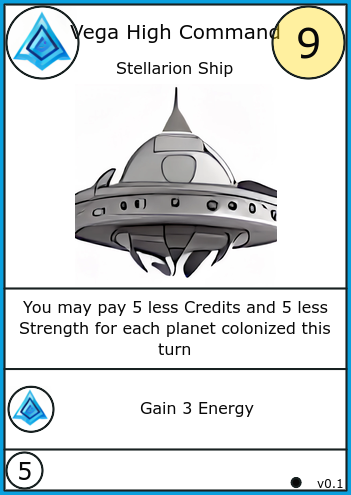 Vega High Command
9
Stellarion Ship
You may pay 5 less Credits and 5 less
Strength for each planet colonized this
turn
Gain 3 Energy
5
v0.1